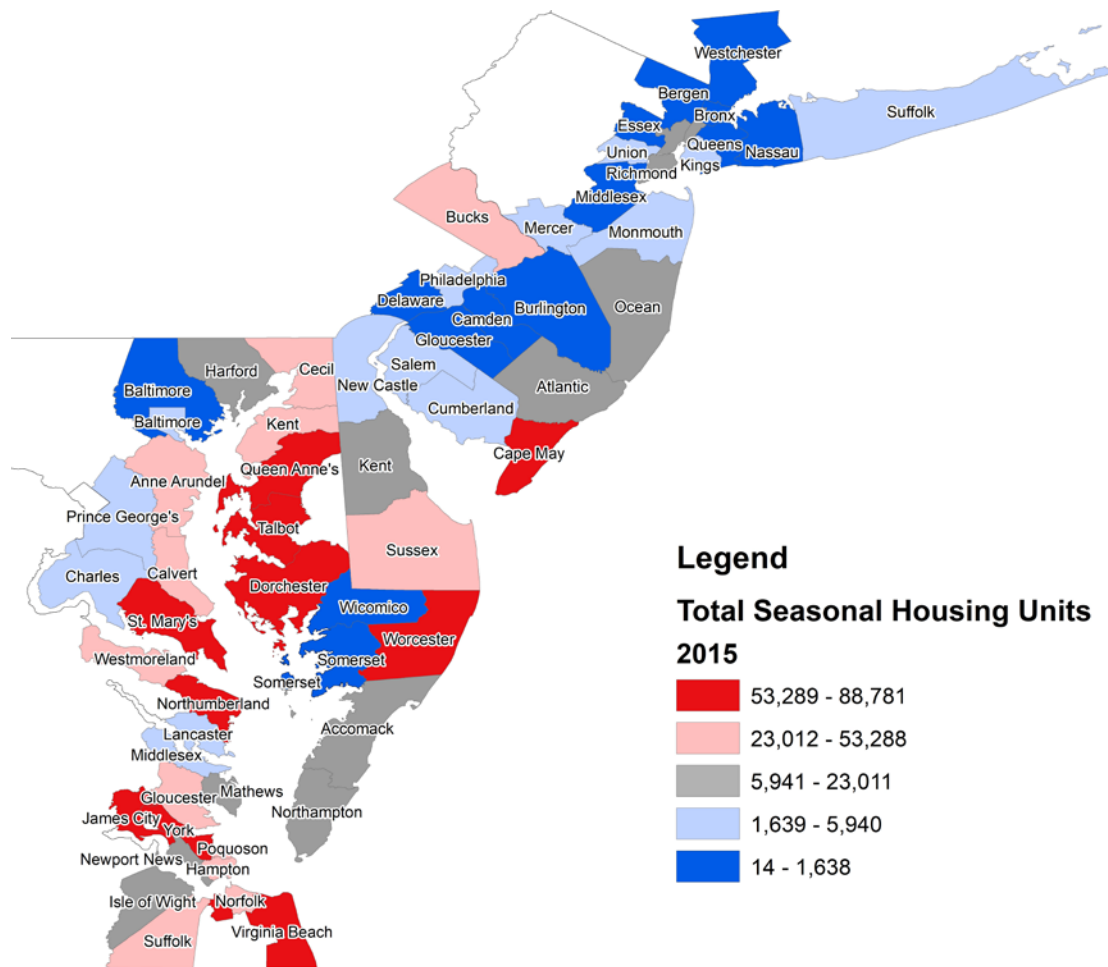 Westchester
Bergen
Suffolk
Essex
Bronx
Queens
Nassau
Union
Kings
Richmond
Middlesex
Bucks
Mercer
Monmouth
Philadelphia
Delaware
Burlington
Ocean
Camden
Gloucester
Harford
Cecil
Salem
New Castle
Atlantic
Baltimore
Cumberland
Baltimore
Kent
Cape May
Queen Anne's
Kent
Anne Arundel
Prince George's
Talbot
Sussex
Charles
Calvert
Dorchester
Wicomico
St. Mary's
Worcester
Westmoreland
Somerset
Somerset
Northumberland
Lancaster
Accomack
Middlesex
Mathews
Gloucester
Northampton
James City
York
Poquoson
Newport News
Hampton
Isle of Wight
Norfolk
Virginia Beach
Suffolk
Legend
Total Seasonal Housing Units
2015
53,289 - 88,781
23,012 - 53,288
5,941 - 23,011
1,639 - 5,940
14 - 1,638